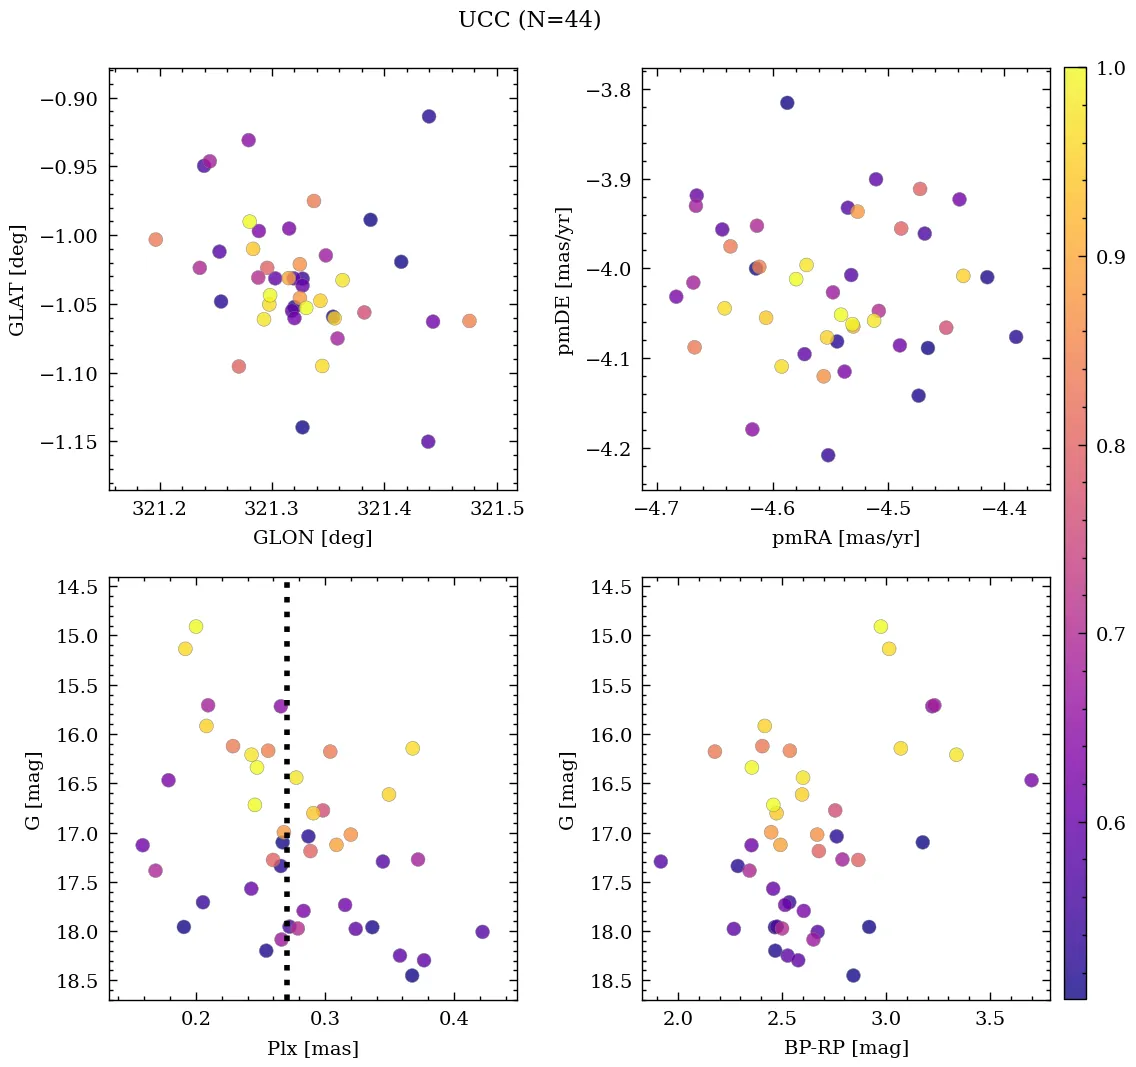 UCC (N=44)
−0.90
−0.95
−1.00
−1.05
−1.10
−1.15
GLAT [deg]
321.2 321.3 321.4 321.5
GLON [deg]
−3.8
−3.9
−4.0
−4.1
−4.2
pmDE [mas/yr]
−4.7 −4.6 −4.5 −4.4
pmRA [mas/yr]
1.0
0.9
0.8
0.7
0.6
14.5
15.0
15.5
16.0
16.5
17.0
17.5
18.0
18.5
G [mag]
0.2 0.3 0.4
Plx [mas]
14.5
15.0
15.5
16.0
16.5
17.0
17.5
18.0
18.5
G [mag]
2.0 2.5 3.0 3.5
BP-RP [mag]